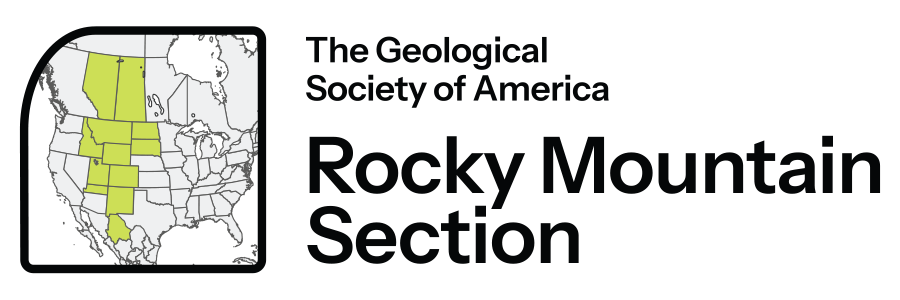 The Geological
Society of America
Rocky Mountain
Section